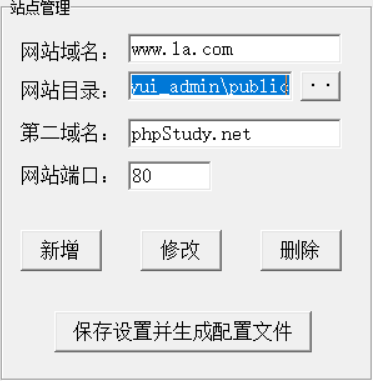 站点管理
网站域名： www.1a.com
网站目录： vui_admin\public ..
第二域名： phpStudy.net
网站端口： 80
新增 修改 删除
保存设置并生成配置文件